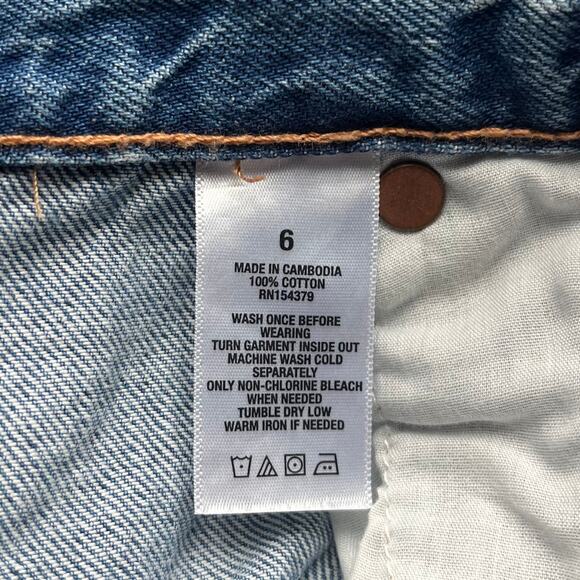 6
MADE IN CAMBODIA
100% COTTON
RN154379
WASH ONCE BEFORE
WEARING
TURN GARMENT INSIDE OUT
MACHINE WASH COLD
SEPARATELY
ONLY NON-CHLORINE BLEACH
WHEN NEEDED
TUMBLE DRY LOW
WARM IRON IF NEEDED